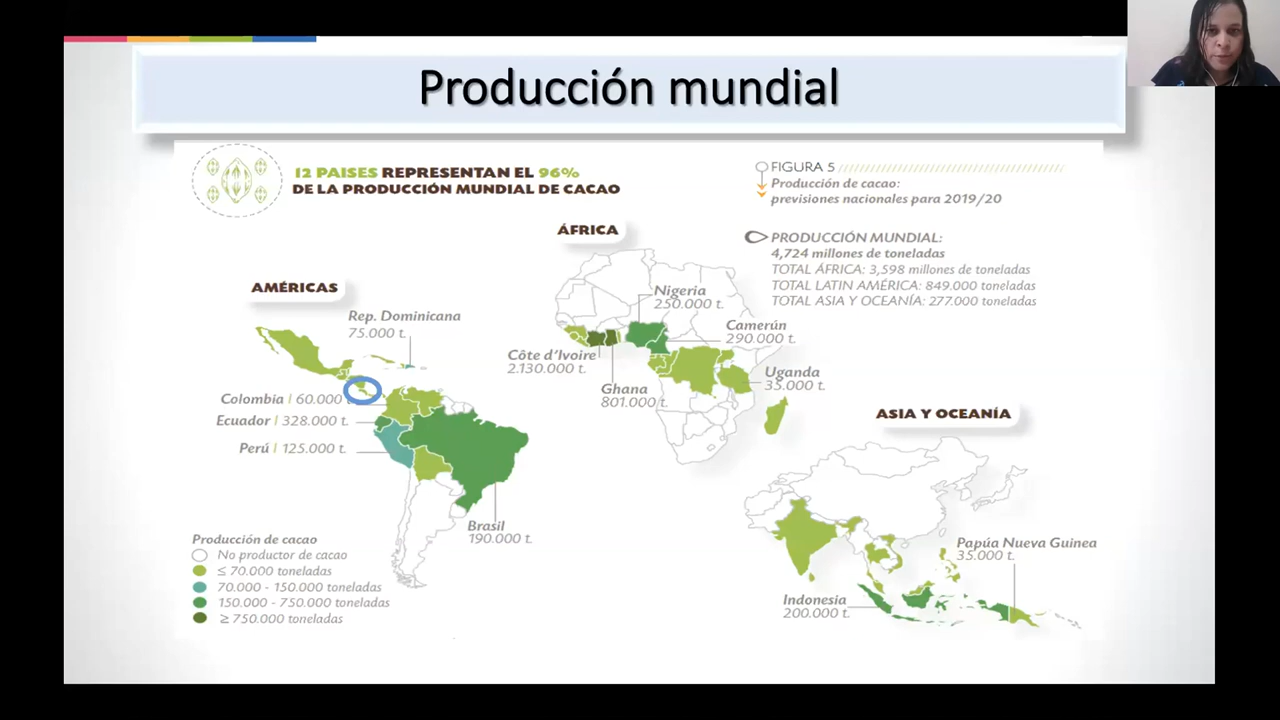 Producción mundial
12 PAISES REPRESENTAN EL 96%
DE LA PRODUCCIÓN MUNDIAL DE CACAO
FIGURA 5
Producción de cacao:
previsiones nacionales para 2019/20
PRODUCCIÓN MUNDIAL:
4,724 millones de toneladas
TOTAL ÁFRICA: 3,598 millones de toneladas
TOTAL LATIN AMÉRICA: 849.000 toneladas
TOTAL ASIA Y OCEANÍA: 277.000 toneladas
AMÉRICAS
Rep. Dominicana
75.000 t.
Colombia | 60.000 t.
Ecuador | 328.000 t.
Perú | 125.000 t.
Brasil
190.000 t.
ÁFRICA
Nigeria
250.000 t.
Camerún
290.000 t.
Côte d'Ivoire
2.130.000 t.
Ghana
801.000 t.
Uganda
35.000 t.
ASIA Y OCEANÍA
Papúa Nueva Guinea
35.000 t.
Indonesia
200.000 t.
Producción de cacao
No productor de cacao
≤ 70.000 toneladas
70.000 - 150.000 toneladas
150.000 - 750.000 toneladas
≥ 750.000 toneladas